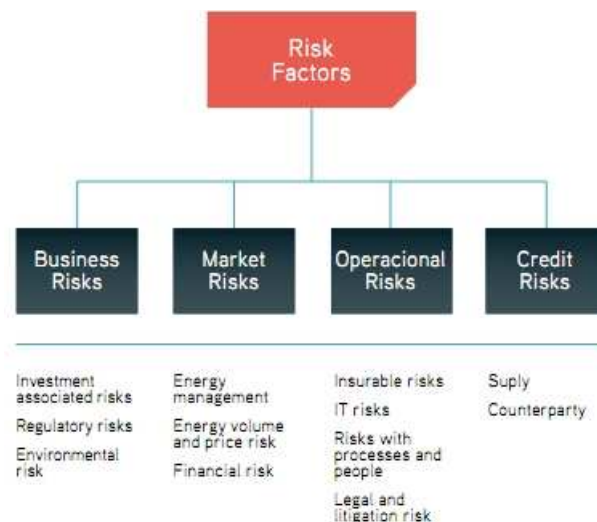 Risk
Factors
Business
Risks
Market
Risks
Operacional
Risks
Credit
Risks
Investment
associated risks
Regulatory risks
Environmental
risk
Energy
management
Energy volume
and price risk
Financial risk
Insurable risks
IT risks
Risks with
processes and
people
Legal and
litigation risk
Suply
Counterparty